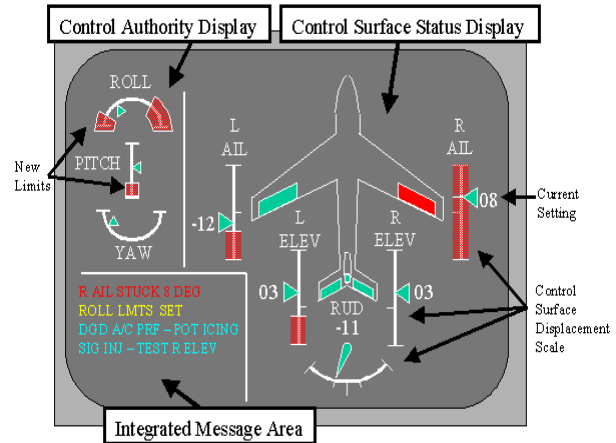 Control Authority Display
Control Surface Status Display
ROLL
New
Limits
PITCH
YAW
L
AIL
-12
R
AIL
08
Current
Setting
L
ELEV
03
R
ELEV
03
RUD
-11
Control
Surface
Displacement
Scale
R AIL STUCK 8 DEG
ROLL LMTS SET
DGD A/C PRF – POT ICING
SIG INJ – TEST R ELEV
Integrated Message Area